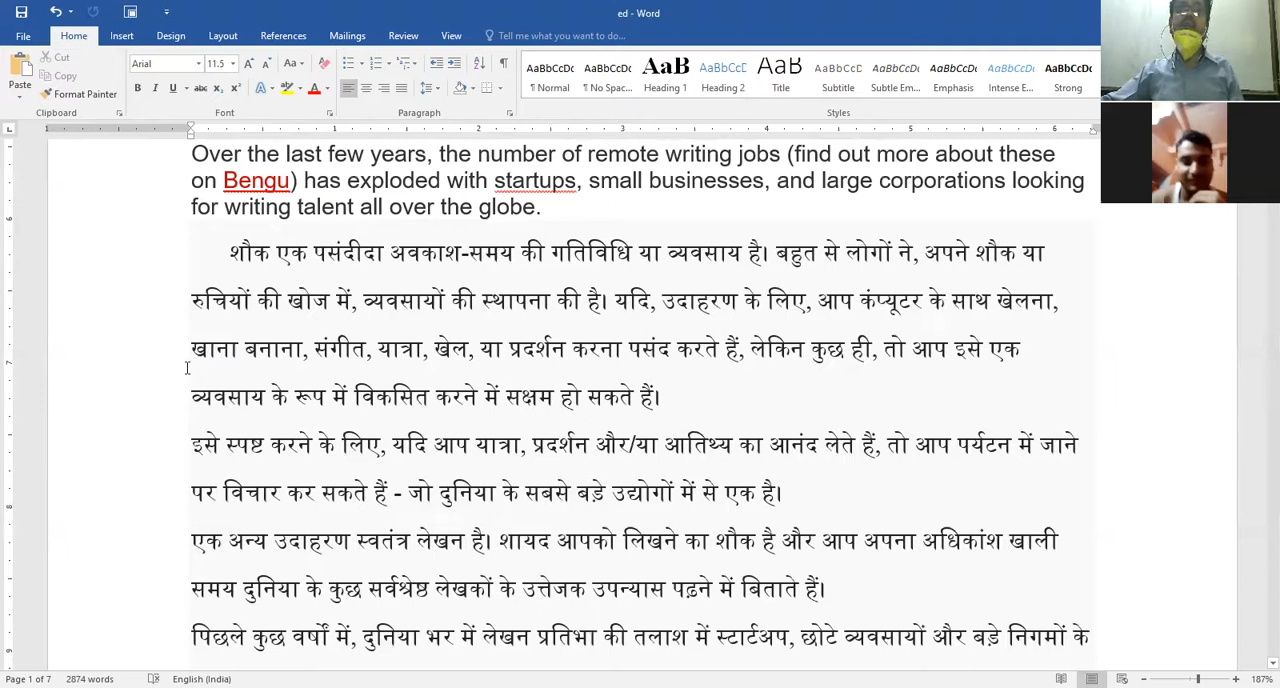 ed - Word
File Home Insert Design Layout References Mailings Review View Tell me what you want to do...
Paste Cut Copy Format Painter Arial 11.5 AaBbCcDc AaBbCcDc AaB AaBbCcD AaB AaBbCcD AaBbCcDc AaBbCcDc AaBbCcDc AaBbCcDc
¶ Normal ¶ No Spac... Heading 1 Heading 2 Title Subtitle Subtle Em... Emphasis Intense E... Strong
Clipboard Font Paragraph Styles
1 1 2 3 4 5 6
Over the last few years, the number of remote writing jobs (find out more about these
on Bengu) has exploded with startups, small businesses, and large corporations looking
for writing talent all over the globe.
शौक एक पसंदीदा अवकाश-समय की गतिविधि या व्यवसाय है। बहुत से लोगों ने, अपने शौक या
रुचियों की खोज में, व्यवसायों की स्थापना की है। यदि, उदाहरण के लिए, आप कंप्यूटर के साथ खेलना,
खाना बनाना, संगीत, यात्रा, खेल, या प्रदर्शन करना पसंद करते हैं, लेकिन कुछ ही, तो आप इसे एक
व्यवसाय के रूप में विकसित करने में सक्षम हो सकते हैं।
इसे स्पष्ट करने के लिए, यदि आप यात्रा, प्रदर्शन और/या आतिथ्य का आनंद लेते हैं, तो आप पर्यटन में जाने
पर विचार कर सकते हैं - जो दुनिया के सबसे बड़े उद्योगों में से एक है।
एक अन्य उदाहरण स्वतंत्र लेखन है। शायद आपको लिखने का शौक है और आप अपना अधिकांश खाली
समय दुनिया के कुछ सर्वश्रेष्ठ लेखकों के उत्तेजक उपन्यास पढ़ने में बिताते हैं।
पिछले कुछ वर्षों में, दुनिया भर में लेखन प्रतिभा की तलाश में स्टार्टअप, छोटे व्यवसायों और बड़े निगमों के
Page 1 of 7 2874 words English (India) 187%